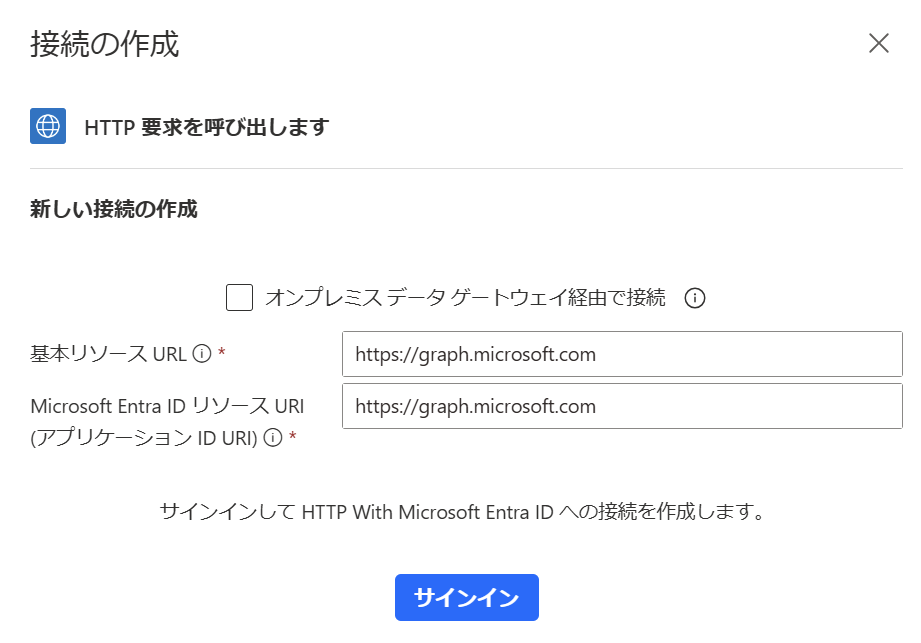 接続の作成
HTTP 要求を呼び出します
新しい接続の作成
オンプレミス データ ゲートウェイ経由で接続
基本リソース URL *
https://graph.microsoft.com
Microsoft Entra ID リソース URI
(アプリケーション ID URI) *
https://graph.microsoft.com
サインインして HTTP With Microsoft Entra ID への接続を作成します。
サインイン